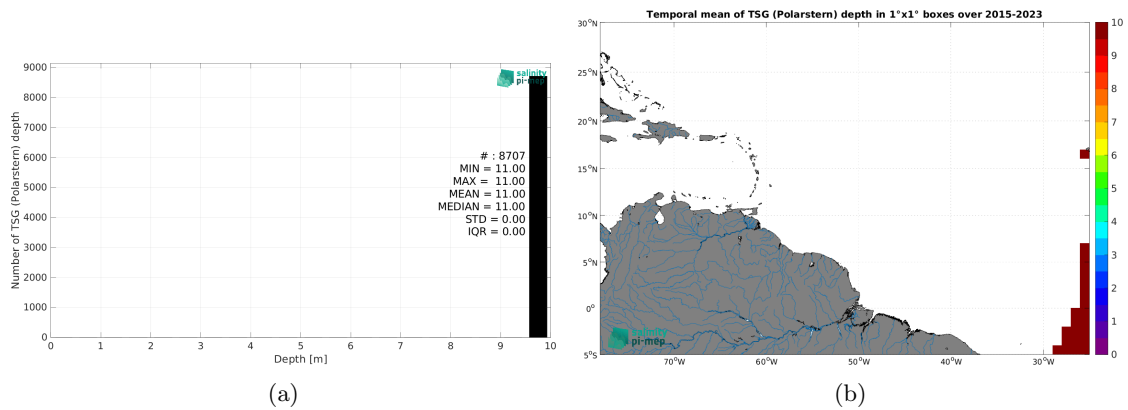 Number of TSG (Polarstern) depth
9000
8000
7000
6000
5000
4000
3000
2000
1000
0
0 1 2 3 4 5 6 7 8 9 10
Depth [m]
salinity
pi-mep
# : 8707
MIN = 11.00
MAX = 11.00
MEAN = 11.00
MEDIAN = 11.00
STD = 0.00
IQR = 0.00
(a)
Temporal mean of TSG (Polarstern) depth in 1°x1° boxes over 2015-2023
30°N
25°N
20°N
15°N
10°N
5°N
0°
5°S
70°W 60°W 50°W 40°W 30°W
salinity
pi-mep
10
9
8
7
6
5
4
3
2
1
0
(b)